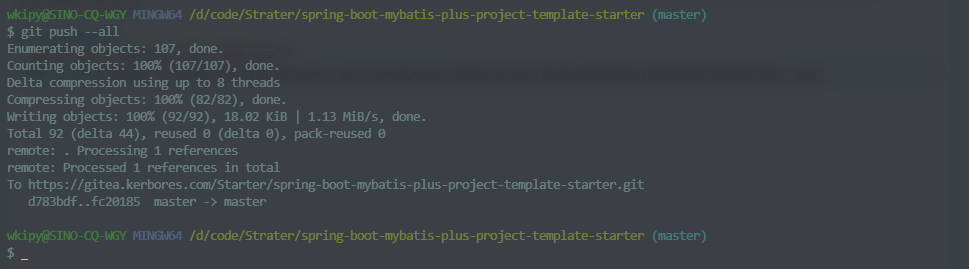 wkipy@SINO-CQ-WGY MINGW64 /d/code/Strater/spring-boot-mybatis-plus-project-template-starter (master)
$ git push --all
Enumerating objects: 107, done.
Counting objects: 100% (107/107), done.
Delta compression using up to 8 threads
Compressing objects: 100% (82/82), done.
Writing objects: 100% (92/92), 18.02 KiB | 1.13 MiB/s, done.
Total 92 (delta 44), reused 0 (delta 0), pack-reused 0
remote: . Processing 1 references
remote: Processed 1 references in total
To https://gitea.kerbores.com/Starter/spring-boot-mybatis-plus-project-template-starter.git
   d783bdf..fc20185  master -> master
wkipy@SINO-CQ-WGY MINGW64 /d/code/Strater/spring-boot-mybatis-plus-project-template-starter (master)
$ _